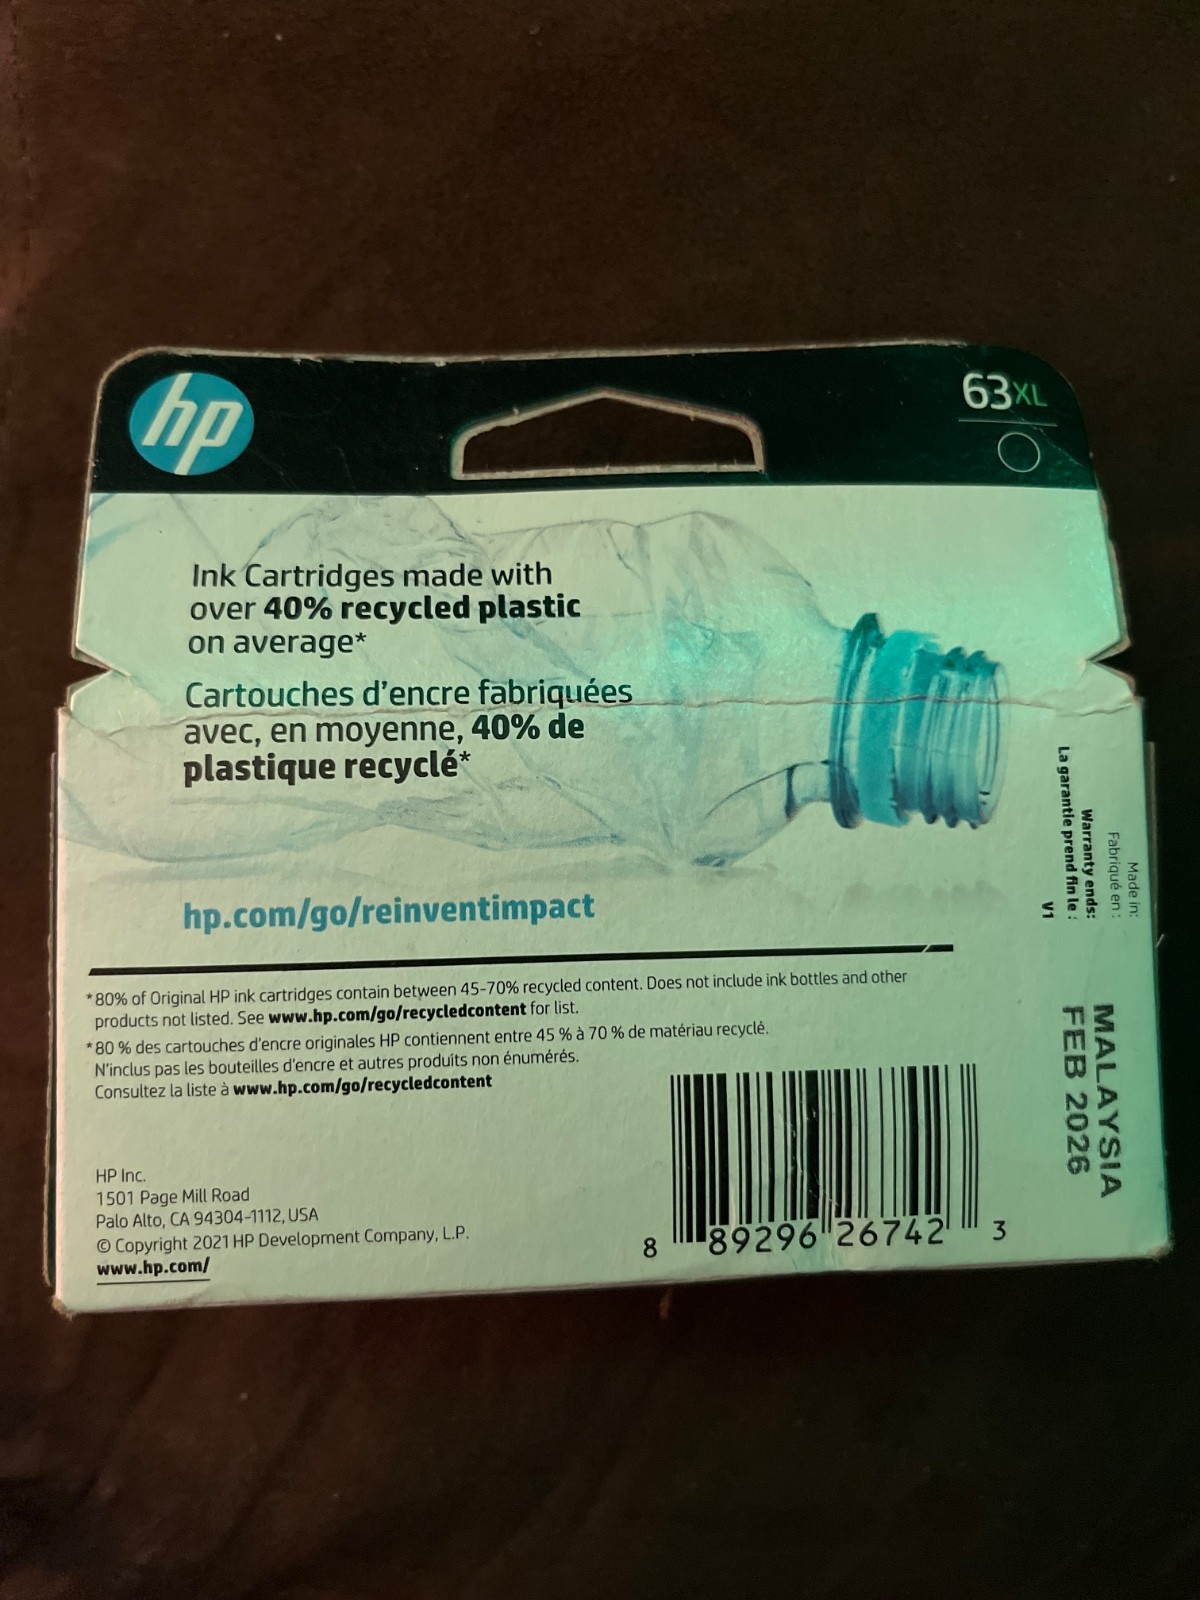 hp
63XL
Ink Cartridges made with
over 40% recycled plastic
on average*
Cartouches d'encre fabriquées
avec, en moyenne, 40% de
plastique recyclé*
hp.com/go/reinventimpact
*80% of Original HP ink cartridges contain between 45-70% recycled content. Does not include ink bottles and other
products not listed. See www.hp.com/go/recycledcontent for list.
*80 % des cartouches d'encre originales HP contiennent entre 45 % à 70 % de matériau recyclé.
N'inclus pas les bouteilles d'encre et autres produits non énumérés.
Consultez la liste à www.hp.com/go/recycledcontent
HP Inc.
1501 Page Mill Road
Palo Alto, CA 94304-1112, USA
© Copyright 2021 HP Development Company, L.P.
www.hp.com/
8 89296 26742 3
Made in:
Fabriqué en :
Warranty ends:
La garantie prend fin le :
V1
MALAYSIA
FEB 2026